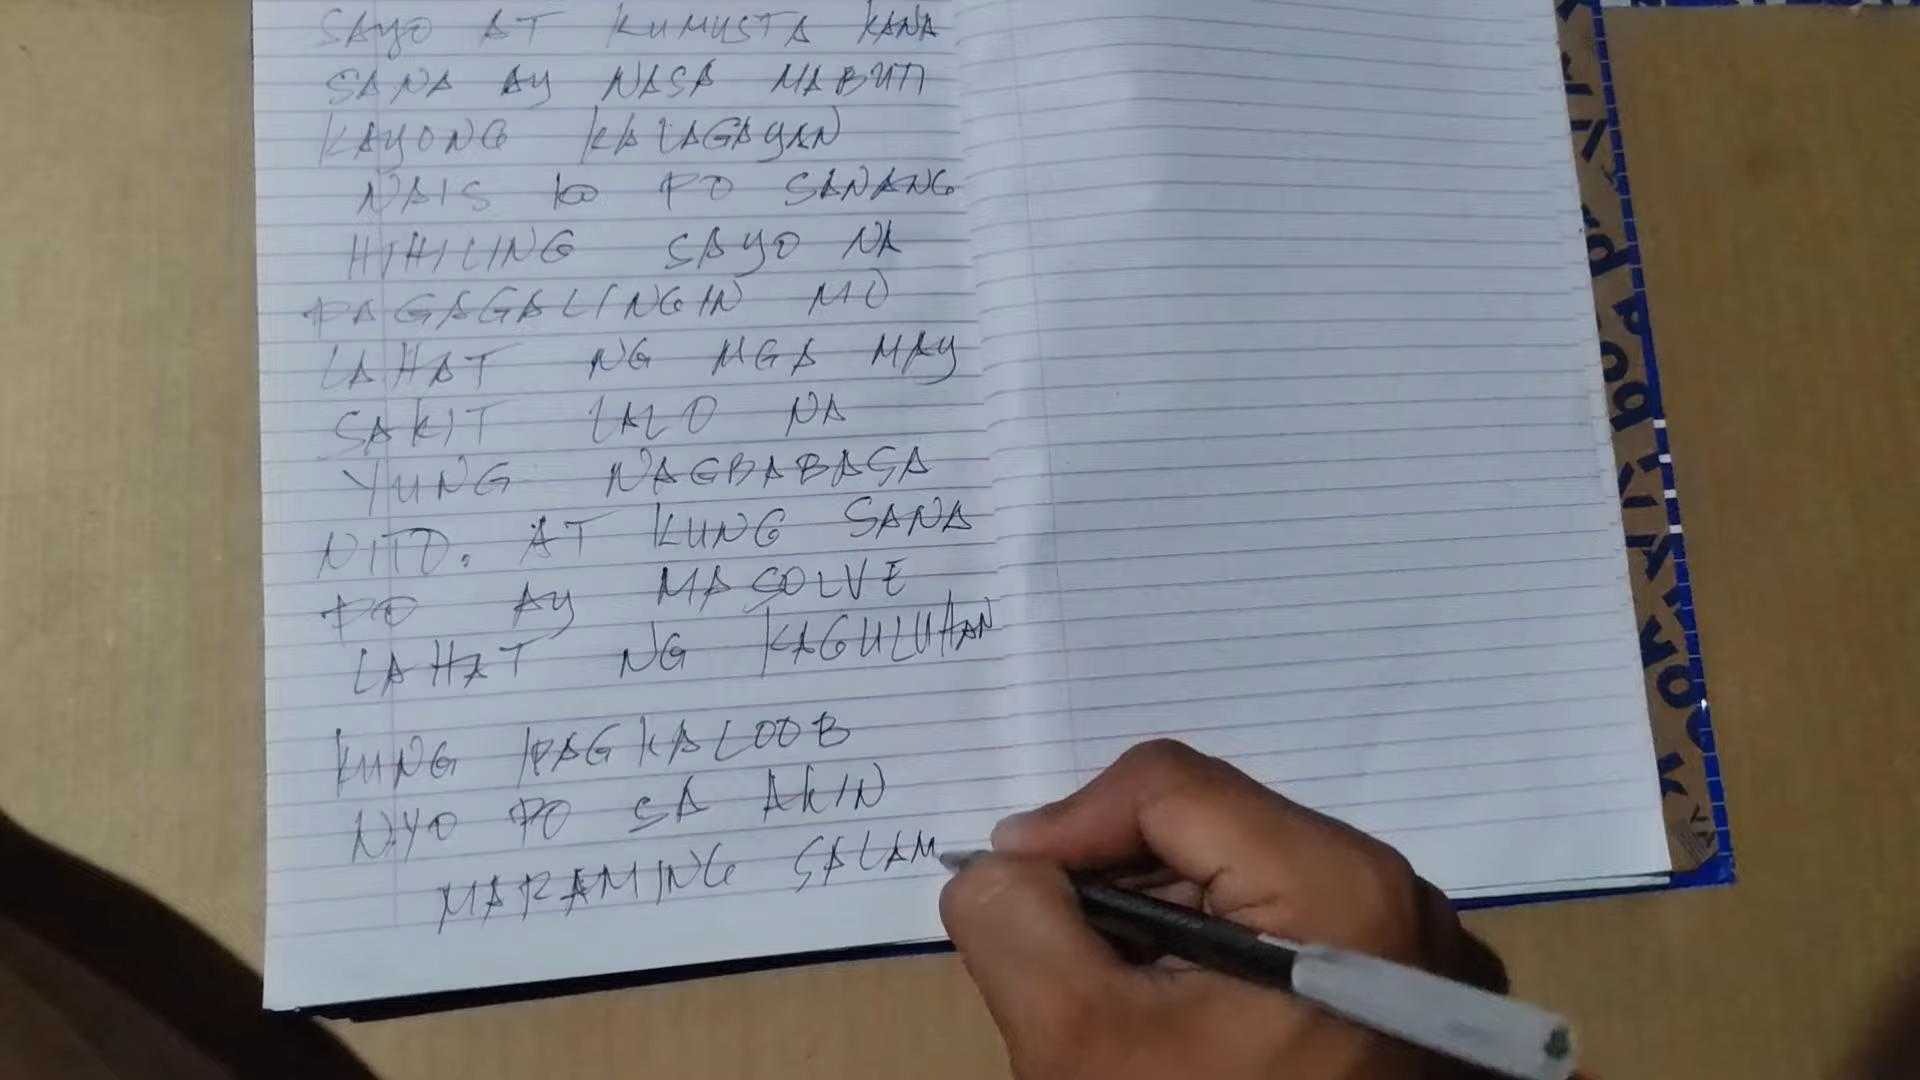 SAYO AT KUMUSTA KANA
SANA AY NASA MABUTI
KAYONG KALAGAYAN
NAIS KO PO SANANG
HIHILING SAYO NA
PAGAGALINGIN MO
LAHAT NG MGA MAY
SAKIT LALO NA
YUNG NAGBABASA
NITO. AT KUNG SANA
PO AY MASOLVE
LAHAT NG KAGULUHAN
KUNG IPAGKALOOB
NYO PO SA AKIN
MARAMING SALAM